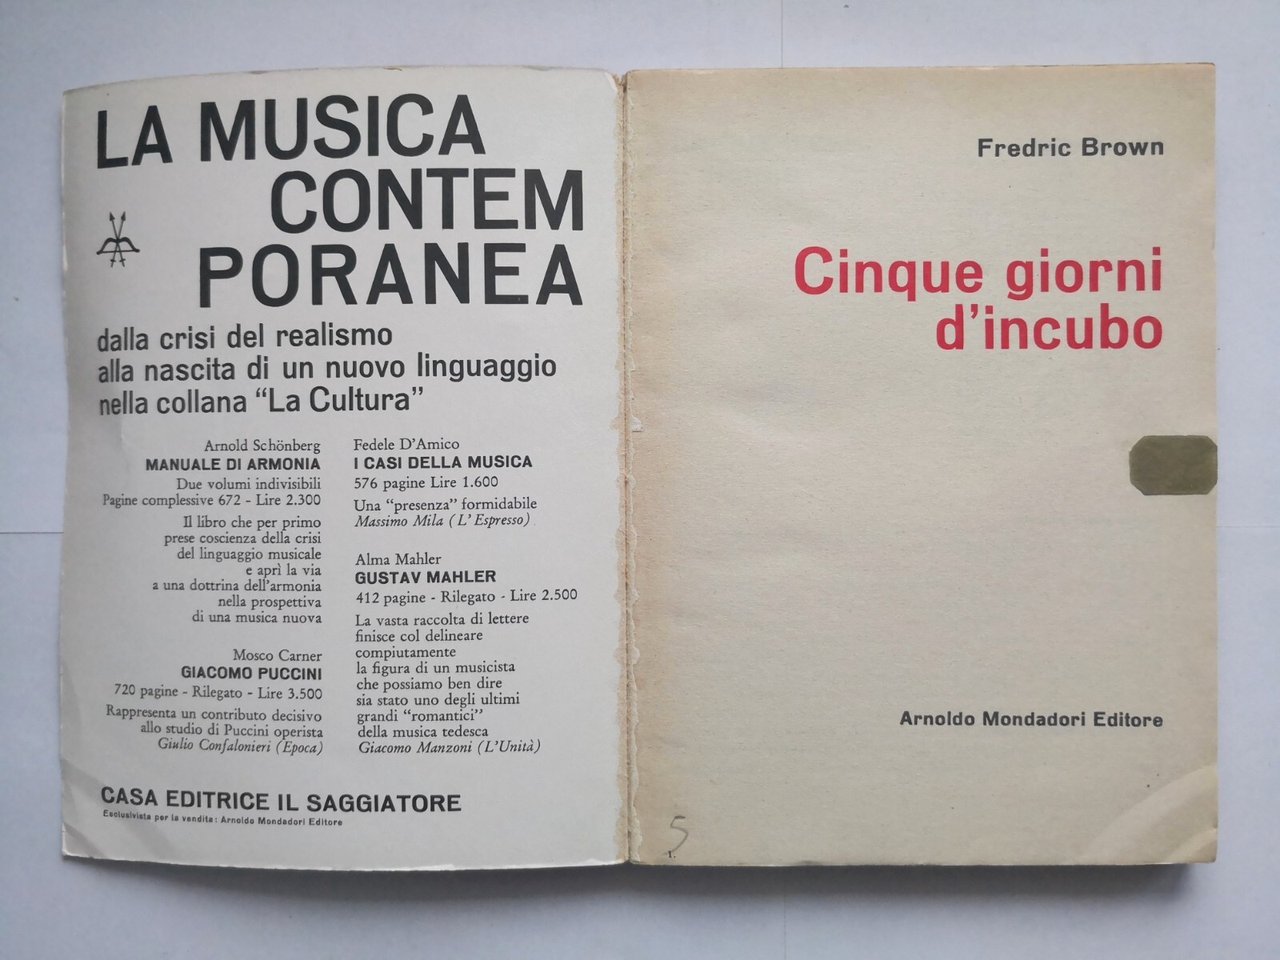 LA MUSICA
CONTEM
PORANEA
dalla crisi del realismo
alla nascita di un nuovo linguaggio
nella collana “La Cultura”
Arnold Schönberg
MANUALE DI ARMONIA
Due volumi indivisibili
Pagine complessive 672 - Lire 2.300
Il libro che per primo
prese coscienza della crisi
del linguaggio musicale
e aprì la via
a una dottrina dell'armonia
nella prospettiva
di una musica nuova
Mosco Carner
GIACOMO PUCCINI
720 pagine - Rilegato - Lire 3.500
Rappresenta un contributo decisivo
allo studio di Puccini operista
Giulio Confalonieri (Epoca)
Fedele D'Amico
I CASI DELLA MUSICA
576 pagine Lire 1.600
Una “presenza” formidabile
Massimo Mila (L'Espresso)
Alma Mahler
GUSTAV MAHLER
412 pagine - Rilegato - Lire 2.500
La vasta raccolta di lettere
finisce col delineare
compiutamente
la figura di un musicista
che possiamo ben dire
sia stato uno degli ultimi
grandi “romantici”
della musica tedesca
Giacomo Manzoni (L'Unità)
CASA EDITRICE IL SAGGIATORE
Esclusivista per la vendita: Arnoldo Mondadori Editore
Fredric Brown
Cinque giorni
d'incubo
Arnoldo Mondadori Editore
5
1.